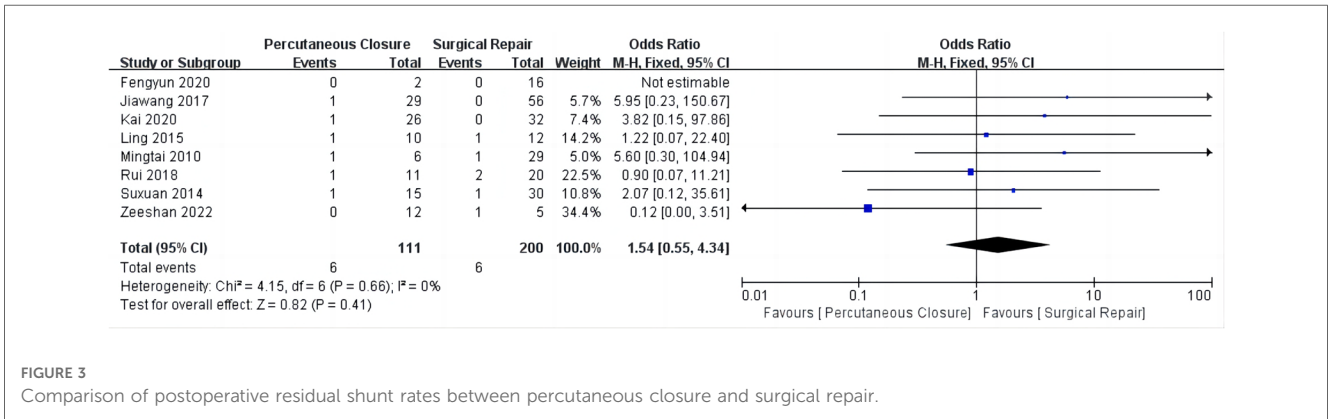 Percutaneous Closure Surgical Repair Odds Ratio Odds Ratio
Study or Subgroup Events Total Events Total Weight M-H, Fixed, 95% CI M-H, Fixed, 95% CI
Fengyun 2020 0 2 0 16 Not estimable
Jiawang 2017 1 29 0 56 5.7% 5.95 [0.23, 150.67]
Kai 2020 1 26 0 32 7.4% 3.82 [0.15, 97.86]
Ling 2015 1 10 1 12 14.2% 1.22 [0.07, 22.40]
Mingtai 2010 1 6 1 29 5.0% 5.60 [0.30, 104.94]
Rui 2018 1 11 2 20 22.5% 0.90 [0.07, 11.21]
Suxuan 2014 1 15 1 30 10.8% 2.07 [0.12, 35.61]
Zeeshan 2022 0 12 1 5 34.4% 0.12 [0.00, 3.51]
Total (95% CI) 111 200 100.0% 1.54 [0.55, 4.34]
Total events 6 6
Heterogeneity: Chi² = 4.15, df = 6 (P = 0.66); I² = 0%
Test for overall effect: Z = 0.82 (P = 0.41)
0.01 0.1 1 10 100
Favours [Percutaneous Closure] Favours [Surgical Repair]
FIGURE 3
Comparison of postoperative residual shunt rates between percutaneous closure and surgical repair.